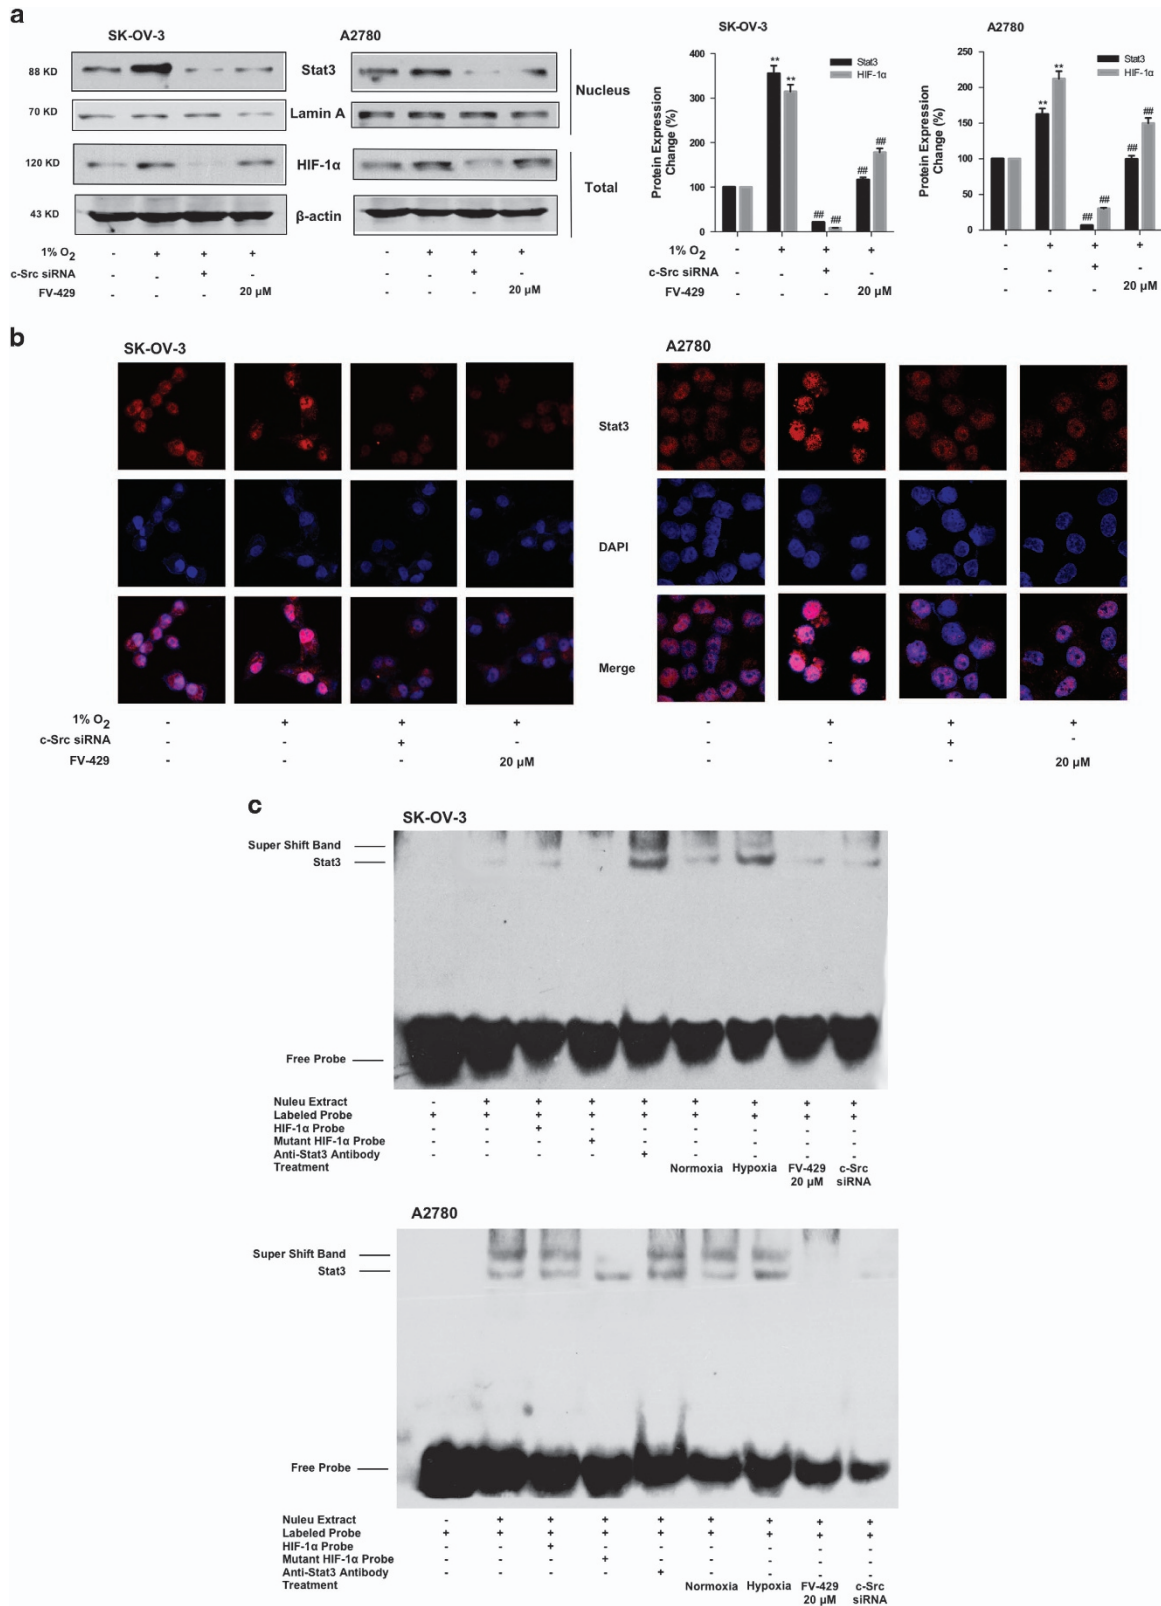 a
SK-OV-3 A2780
88 KD Stat3
Nucleus
70 KD Lamin A
120 KD HIF-1α
Total
43 KD β-actin
1% O2 - + + + - + + +
c-Src siRNA - - + - - - + -
FV-429 - - - 20 μM - - - 20 μM
SK-OV-3
Protein Expression
Change (%)
400
300
200
100
0
Stat3
HIF-1α
** **
## ##
## ##
1% O2 - + + +
c-Src siRNA - - + -
FV-429 - - - 20 μM
A2780
Protein Expression
Change (%)
250
200
150
100
50
0
Stat3
HIF-1α
** **
## ##
## ##
- + + +
- - + -
- - - 20 μM
b
SK-OV-3 A2780
Stat3
DAPI
Merge
1% O2 - + + + - + + +
c-Src siRNA - - + - - - + -
FV-429 - - - 20 μM - - - 20 μM
c
SK-OV-3
Super Shift Band
Stat3
Free Probe
Nuleu Extract - + + + + + + + +
Labeled Probe + + + + + + + + +
HIF-1α Probe - - + - - - - - -
Mutant HIF-1α Probe - - - + - - - - -
Anti-Stat3 Antibody - - - - + - - - -
Treatment Normoxia Hypoxia FV-429 c-Src
20 μM siRNA
A2780
Super Shift Band
Stat3
Free Probe
Nuleu Extract - + + + + + + + +
Labeled Probe + + + + + + + + +
HIF-1α Probe - - + - - - - - -
Mutant HIF-1α Probe - - - + - - - - -
Anti-Stat3 Antibody - - - - + - - - -
Treatment Normoxia Hypoxia FV-429 c-Src
20 μM siRNA